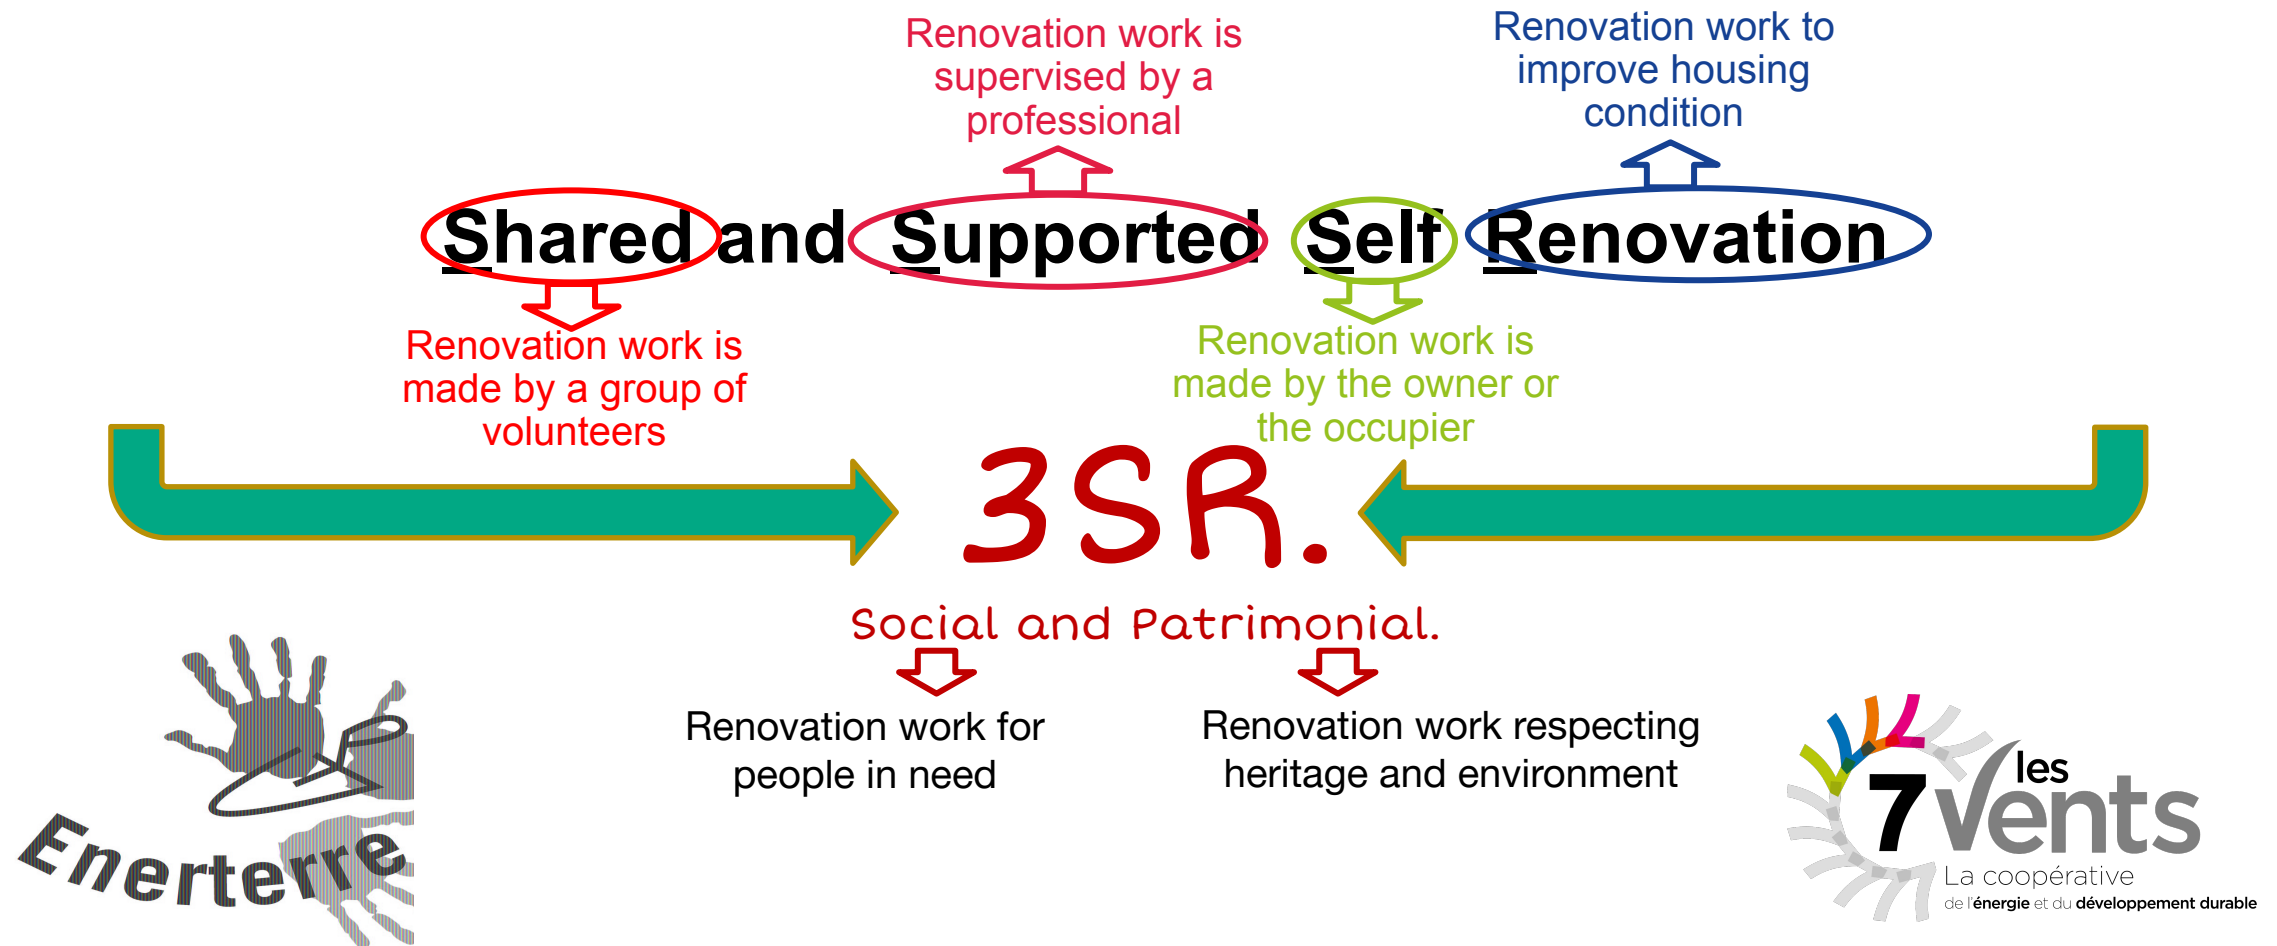 Renovation work is
supervised by a
professional
Renovation work to
improve housing
condition
Shared and Supported Self Renovation
Renovation work is
made by a group of
volunteers
Renovation work is
made by the owner or
the occupier
3SR.
Social and Patrimonial.
Renovation work for
people in need
Renovation work respecting
heritage and environment
Enerterre
les
7 Vents
La coopérative
de l'énergie et du développement durable